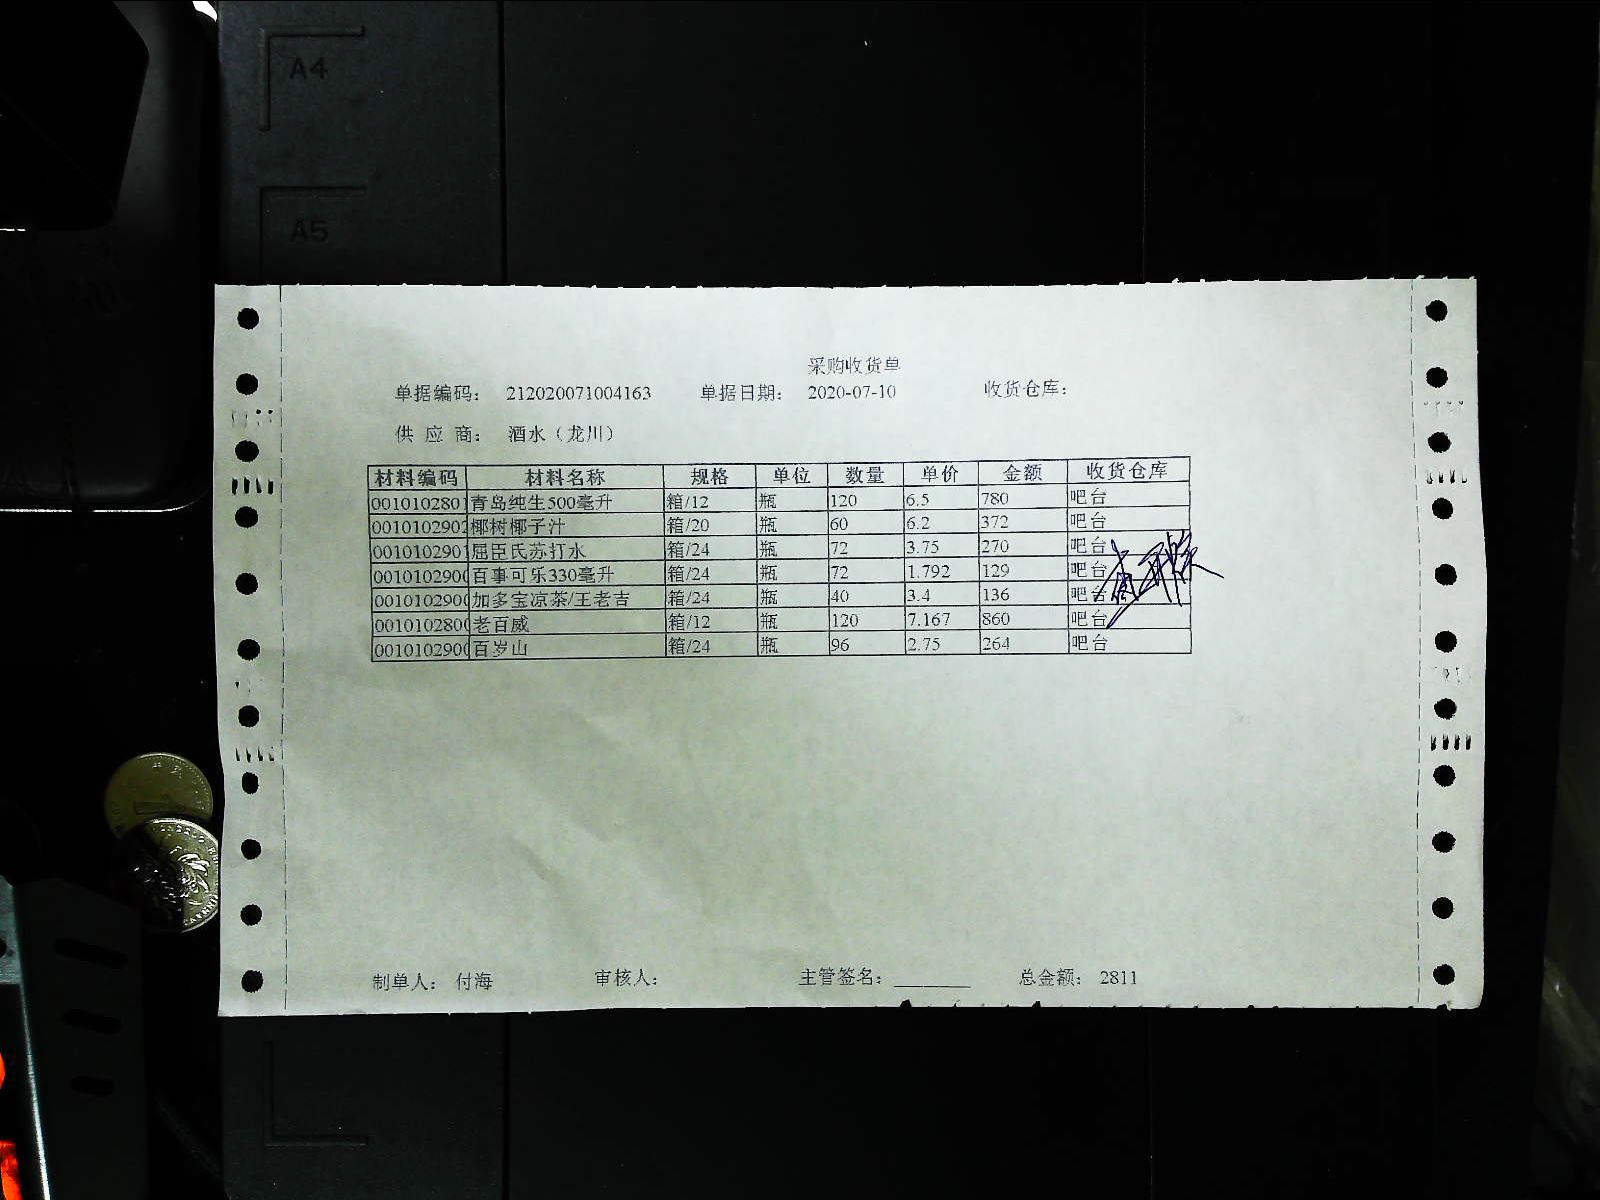 A4
A5
采购收货单
单据编码： 212020071004163 单据日期： 2020-07-10 收货仓库：
供 应 商： 酒水（龙川）
材料编码 材料名称 规格 单位 数量 单价 金额 收货仓库
0010102801 青岛纯生500毫升 箱/12 瓶 120 6.5 780 吧台
0010102902 椰树椰子汁 箱/20 瓶 60 6.2 372 吧台
0010102901 屈臣氏苏打水 箱/24 瓶 72 3.75 270 吧台
001010290 百事可乐330毫升 箱/24 瓶 72 1.792 129 吧台
001010290 加多宝凉茶/王老吉 箱/24 瓶 40 3.4 136 吧台
001010280 老百威 箱/12 瓶 120 7.167 860 吧台
001010290 百岁山 箱/24 瓶 96 2.75 264 吧台
制单人： 付海 审核人： 主管签名： 总金额： 2811